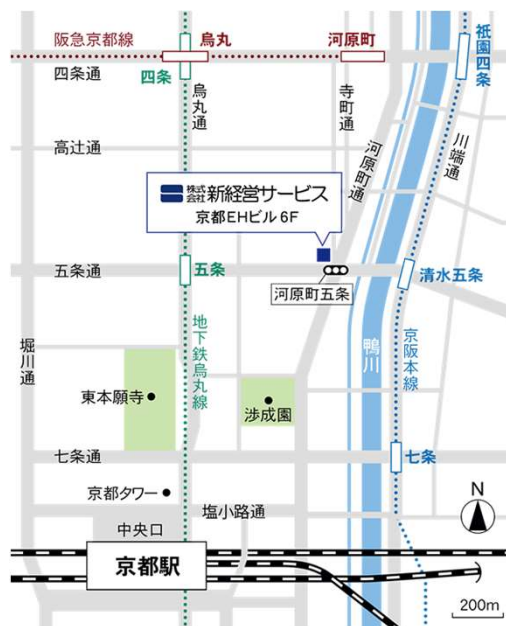 阪急京都線
烏丸
河原町
祇園四条
四条通
四条
烏丸通
寺町通
川端通
高辻通
河原町通
株式会社 新経営サービス
京都EHビル 6F
五条通
五条
清水五条
河原町五条
堀川通
地下鉄烏丸線
鴨川
京阪本線
東本願寺
渉成園
七条通
七条
京都タワー
塩小路通
N
中央口
京都駅
200m